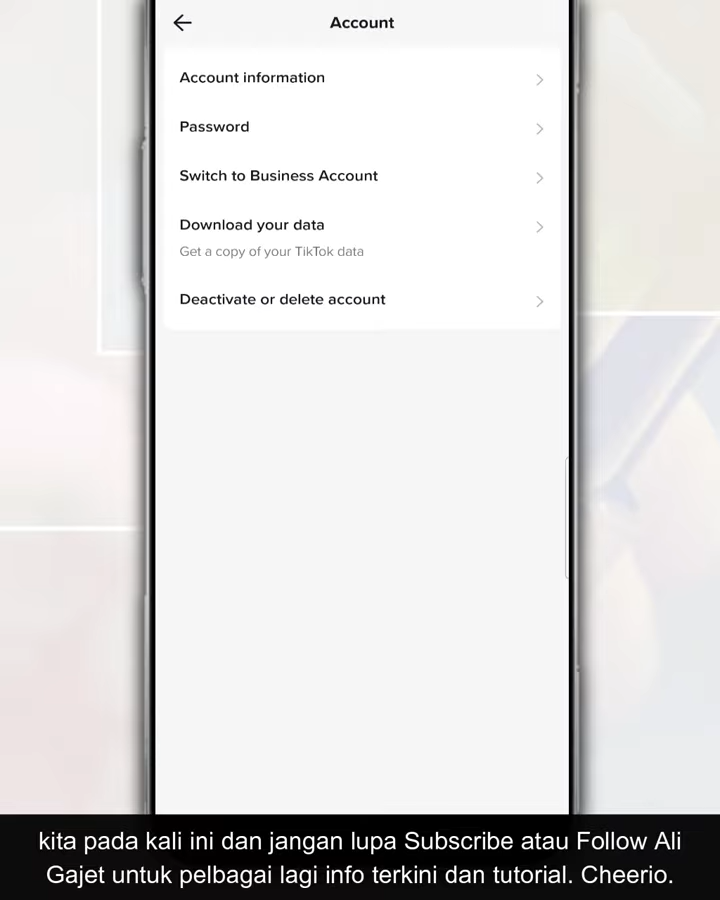 Account
Account information
Password
Switch to Business Account
Download your data
Get a copy of your TikTok data
Deactivate or delete account
kita pada kali ini dan jangan lupa Subscribe atau Follow Ali
Gajet untuk pelbagai lagi info terkini dan tutorial. Cheerio.